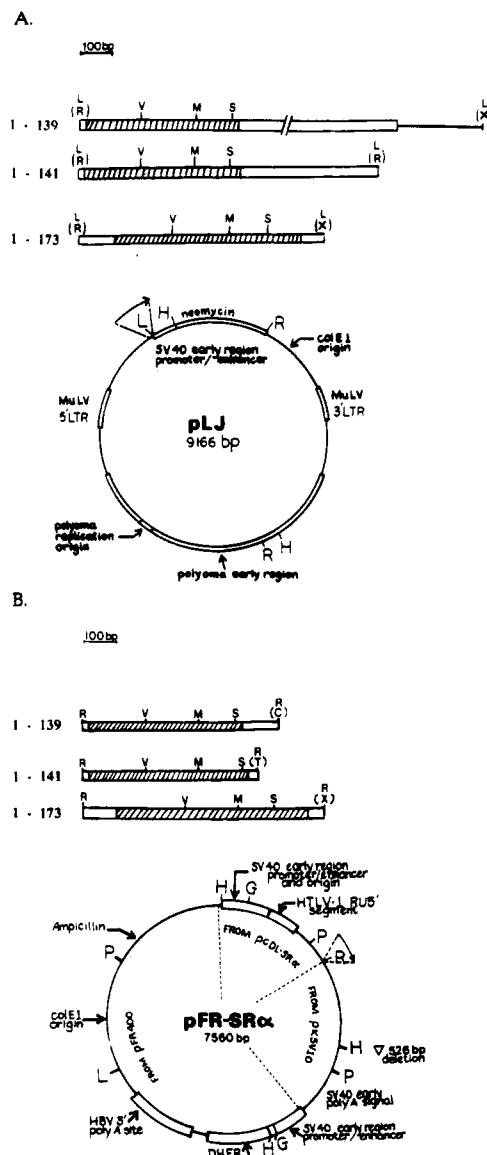 A.
100bp
L (R) V M S L (X)
1 - 139
L (R) V M S L (R)
1 - 141
L (R) V M S L (X)
1 - 173
L H neomycin R
SV40 early region
promoter/enhancer
colE1
origin
MuLV
5'LTR
MuLV
3'LTR
pLJ
9166 bp
polyoma
replication
origin
R H
polyoma early region
B.
100bp
R V M S R (C)
1 - 139
R V M S R (T)
1 - 141
R V M S R (X)
1 - 173
SV40 early region
promoter/enhancer
and origin
H G
HTLV-1 RU5'
segment
Ampicillin
P
P
FROM pcDL-SRα
R
colE1
origin
FROM pFR400
pFR-SRα
7560 bp
FROM pKSV10
H
▽ 526 bp
deletion
P
L
SV40 early
poly A signal
HBV 3'
poly A site
H G
SV40 early region
promoter/enhancer
DHFR